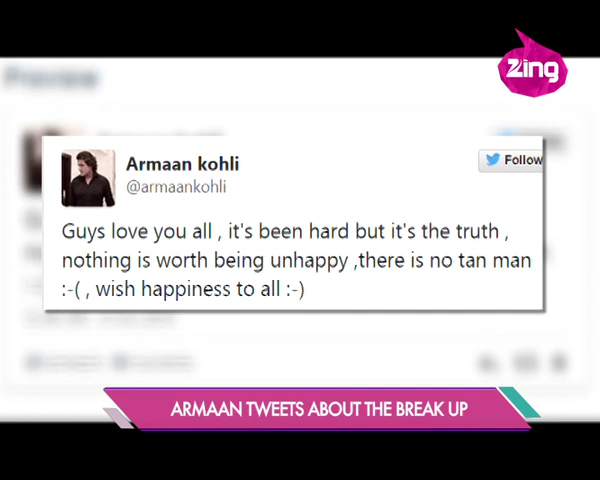 Zing
Preview
Armaan kohli
@armaankohli
Follow
Guys love you all , it's been hard but it's the truth ,
nothing is worth being unhappy ,there is no tan man
:-( , wish happiness to all :-)
ARMAAN TWEETS ABOUT THE BREAK UP